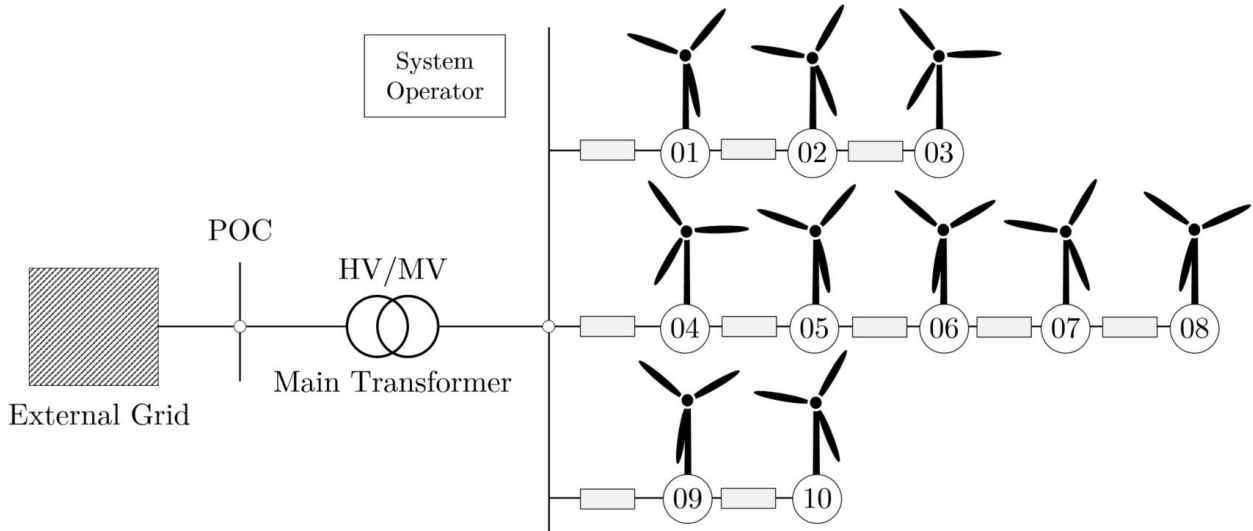 System
Operator
01
02
03
POC
HV/MV
04
05
06
07
08
Main Transformer
External Grid
09
10